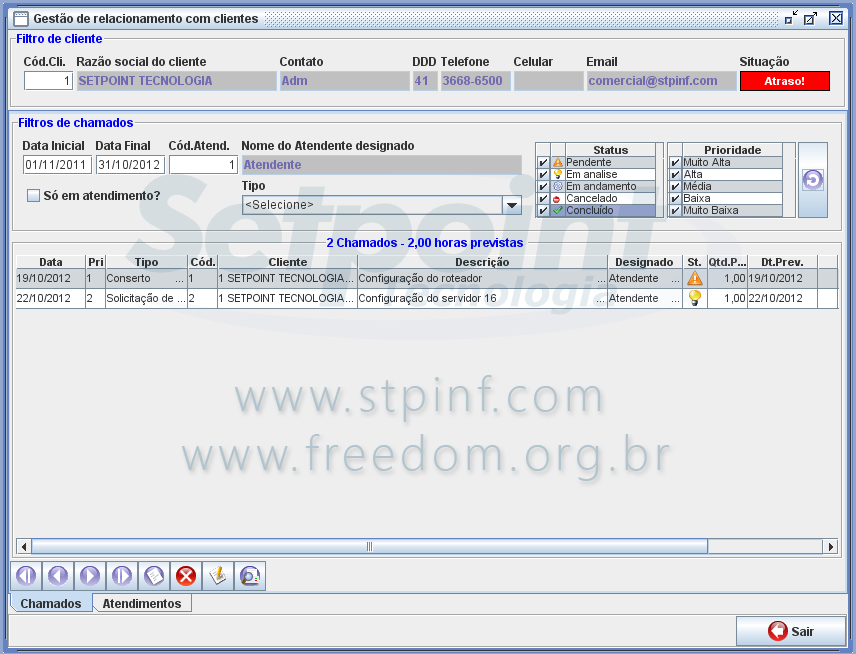 Gestão de relacionamento com clientes
Filtro de cliente
Cód.Cli. Razão social do cliente Contato DDD Telefone Celular Email Situação
1 SETPOINT TECNOLOGIA Adm 41 3668-6500 comercial@stpinf.com Atraso!
Filtros de chamados
Data Inicial Data Final Cód.Atend. Nome do Atendente designado
01/11/2011 31/10/2012 1 Atendente
Só em atendimento?
Tipo
<Selecione>
Status
Pendente
Em analise
Em andamento
Cancelado
Concluído
Prioridade
Muito Alta
Alta
Média
Baixa
Muito Baixa
Setpoint
Tecnologia
2 Chamados - 2,00 horas previstas
Data Pri Tipo Cód. Cliente Descrição Designado St. Qtd.P... Dt.Prev.
19/10/2012 1 Conserto ... 1 1 SETPOINT TECNOLOGIA... Configuração do roteador ... Atendente ... 1,00 19/10/2012
22/10/2012 2 Solicitação de ... 2 1 SETPOINT TECNOLOGIA... Configuração do servidor 16 ... Atendente ... 1,00 22/10/2012
www.stpinf.com
www.freedom.org.br
Chamados Atendimentos
Sair